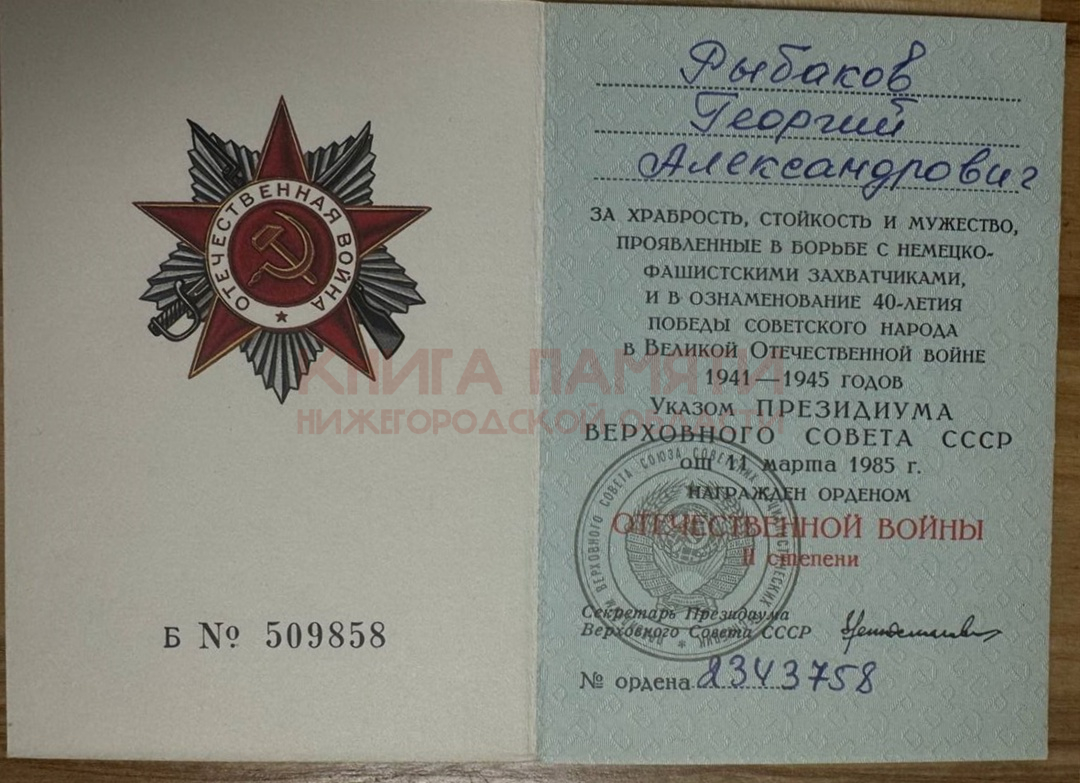 ОТЕЧЕСТВЕННАЯ ВОЙНА
Б № 509858
КНИГА ПАМЯТИ
НИЖЕГОРОДСКОЙ ОБЛАСТИ
Рыбаков
Георгий
Александрович
ЗА ХРАБРОСТЬ, СТОЙКОСТЬ И МУЖЕСТВО,
ПРОЯВЛЕННЫЕ В БОРЬБЕ С НЕМЕЦКО-
ФАШИСТСКИМИ ЗАХВАТЧИКАМИ,
И В ОЗНАМЕНОВАНИЕ 40-ЛЕТИЯ
ПОБЕДЫ СОВЕТСКОГО НАРОДА
В ВЕЛИКОЙ ОТЕЧЕСТВЕННОЙ ВОЙНЕ
1941—1945 ГОДОВ
УКАЗОМ ПРЕЗИДИУМА
ВЕРХОВНОГО СОВЕТА СССР
от 11 марта 1985 г.
НАГРАЖДЕН ОРДЕНОМ
ОТЕЧЕСТВЕННОЙ ВОЙНЫ
II степени
Секретарь Президиума
Верховного Совета СССР
№ ордена 2343758